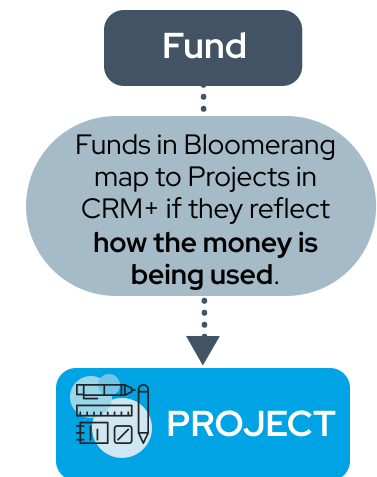 Fund
Funds in Bloomerang
map to Projects in
CRM+ if they reflect
how the money is
being used.
PROJECT